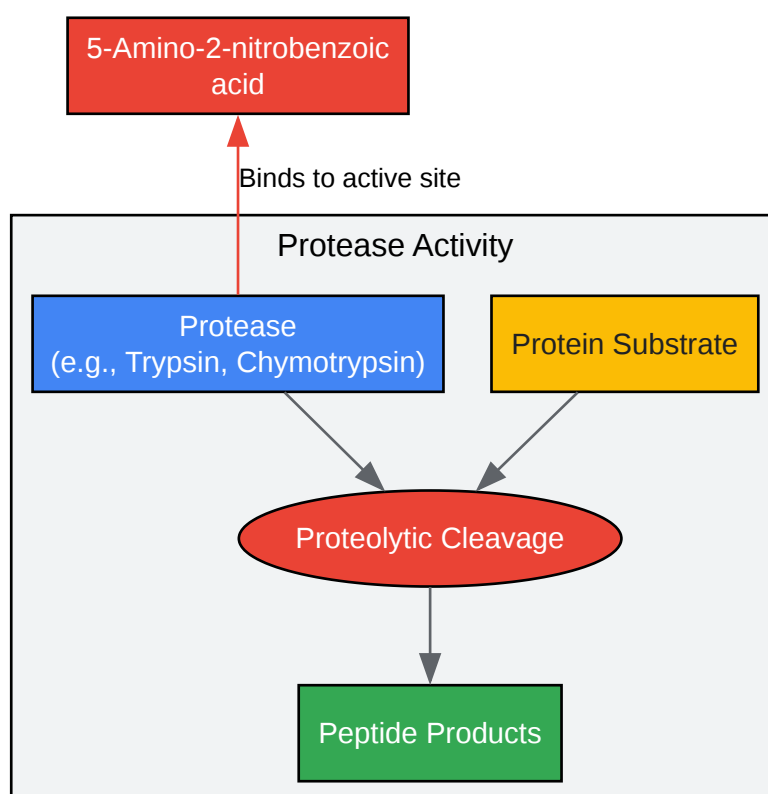 5-Amino-2-nitrobenzoic
acid
Binds to active site
Protease Activity
Protease
(e.g., Trypsin, Chymotrypsin)
Protein Substrate
Proteolytic Cleavage
Peptide Products